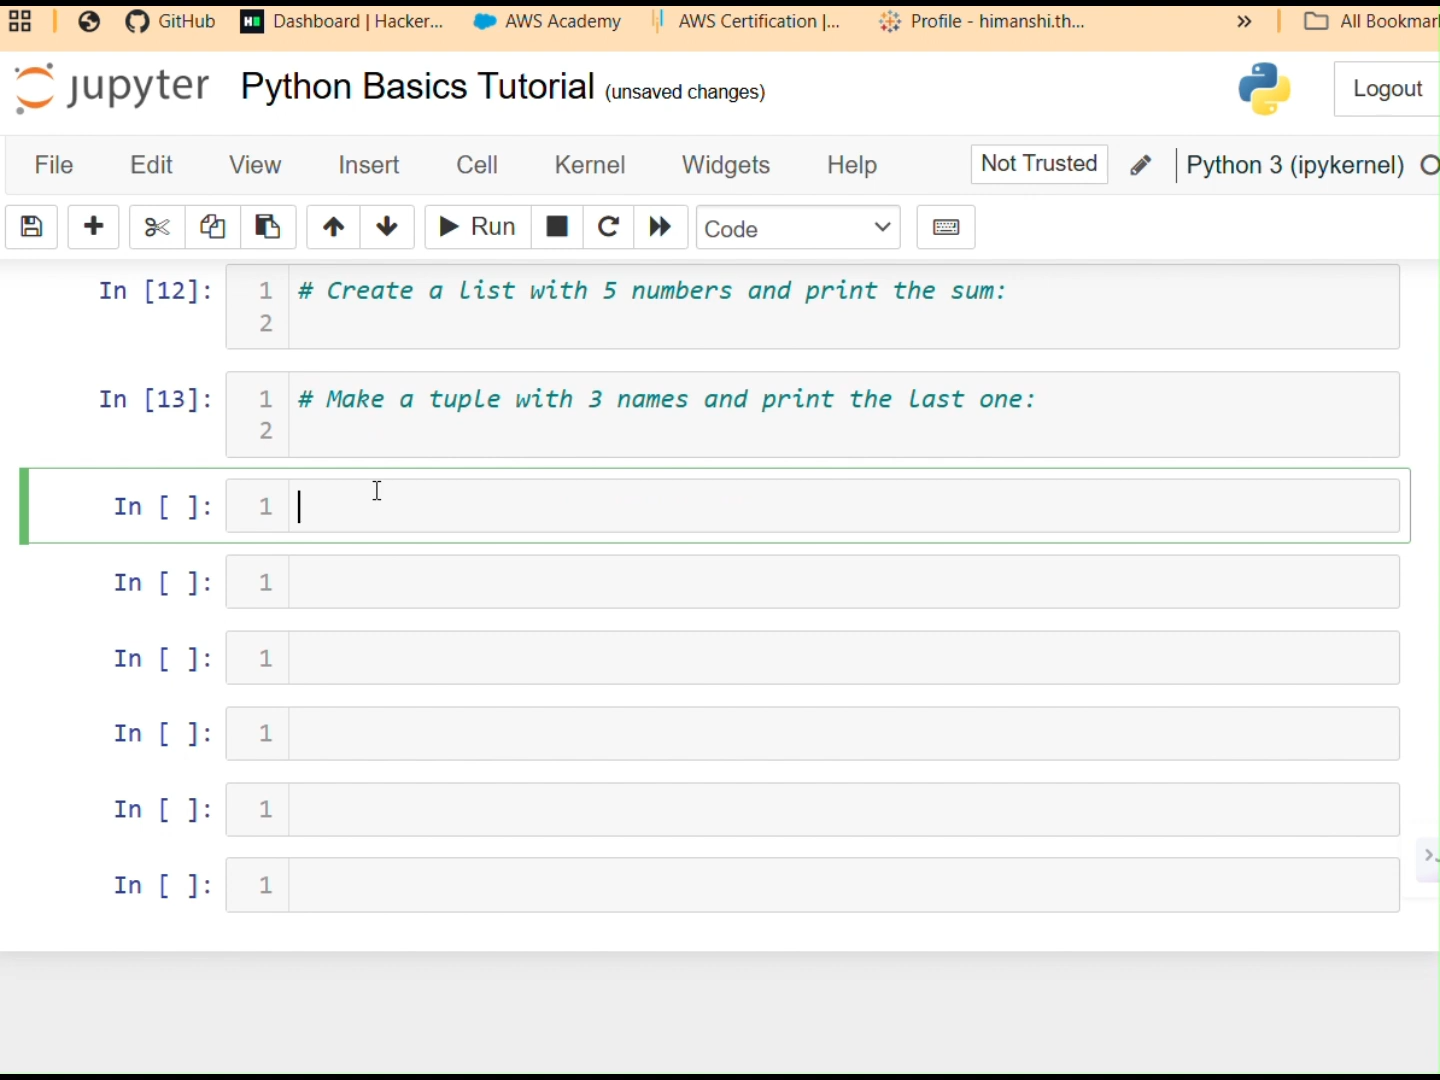 GitHub Dashboard | Hacker... AWS Academy AWS Certification |... Profile - himanshi.th... » All Bookmar
jupyter Python Basics Tutorial (unsaved changes) Logout
File Edit View Insert Cell Kernel Widgets Help Not Trusted Python 3 (ipykernel)
Run Code
In [12]: 1 # Create a list with 5 numbers and print the sum:
2
In [13]: 1 # Make a tuple with 3 names and print the last one:
2
In [ ]: 1
In [ ]: 1
In [ ]: 1
In [ ]: 1
In [ ]: 1
In [ ]: 1